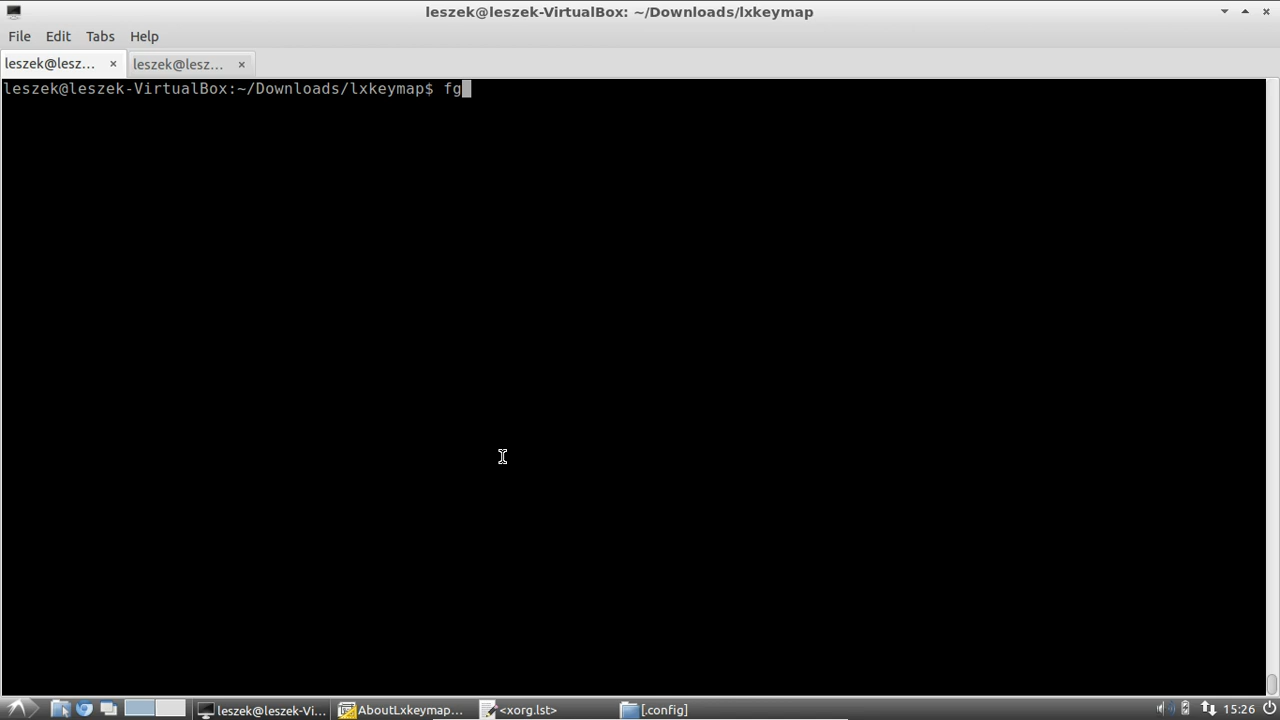 leszek@leszek-VirtualBox: ~/Downloads/lxkeymap
File Edit Tabs Help
leszek@lesz... × leszek@lesz... ×
leszek@leszek-VirtualBox:~/Downloads/lxkeymap$ fg
leszek@leszek-Vi... AboutLxkeymap... <xorg.lst> [.config] 15:26